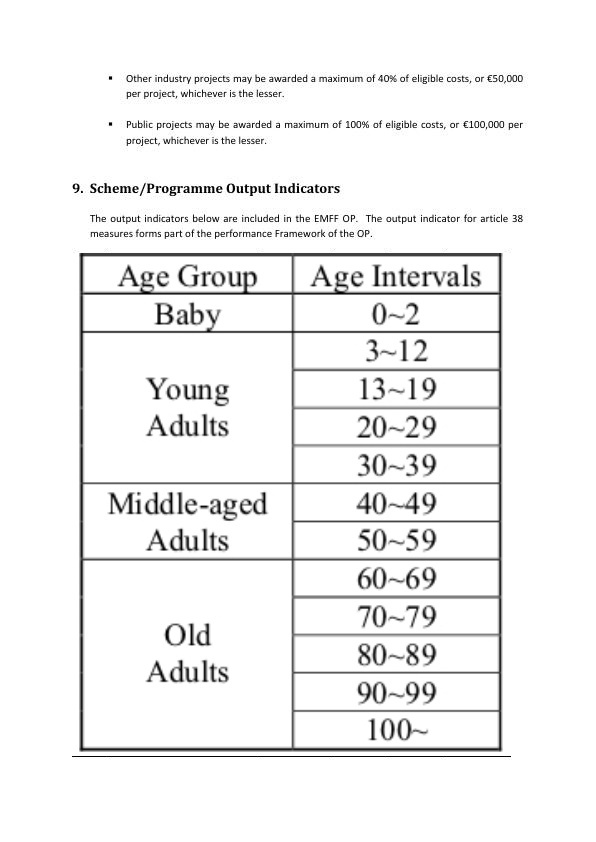 ▪ Other industry projects may be awarded a maximum of 40% of eligible costs, or €50,000
per project, whichever is the lesser.
▪ Public projects may be awarded a maximum of 100% of eligible costs, or €100,000 per
project, whichever is the lesser.
9. Scheme/Programme Output Indicators
The output indicators below are included in the EMFF OP. The output indicator for article 38
measures forms part of the performance Framework of the OP.
Age Group Age Intervals
Baby 0~2
Young Adults 3~12
13~19
20~29
30~39
Middle-aged Adults 40~49
50~59
Old Adults 60~69
70~79
80~89
90~99
100~